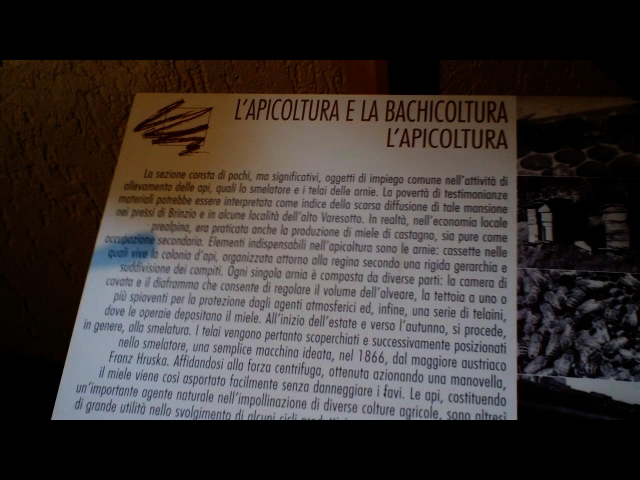 L'APICOLTURA E LA BACHICOLTURA
L'APICOLTURA
La sezione consta di pochi, ma significativi, oggetti di impiego comune nell'attività di
allevamento delle api, quali lo smelatore e i telai delle arnie. La povertà di testimonianze
materiali potrebbe essere interpretata come indice della scarsa diffusione di tale mansione
nei pressi di Brinzio e in alcune località dell'alto Varesotto. In realtà, nell'economia locale
prealpina, era praticata anche la produzione di miele di castagno, sia pure come
occupazione secondaria. Elementi indispensabili nell'apicoltura sono le arnie: cassette nelle
quali vive la colonia d'api, organizzata attorno alla regina secondo una rigida gerarchia e
suddivisione dei compiti. Ogni singola arnia è composta da diverse parti: la camera di
covata e il diaframma che consente di regolare il volume dell'alveare, la tettoia a uno o
più spioventi per la protezione dagli agenti atmosferici ed, infine, una serie di telaini,
dove le operaie depositano il miele. All'inizio dell'estate e verso l'autunno, si procede,
in genere, alla smelatura. I telai vengono pertanto scoperchiati e successivamente posizionati
nello smelatore, una semplice macchina ideata, nel 1866, dal maggiore austriaco
Franz Hruska. Affidandosi alla forza centrifuga, ottenuta azionando una manovella,
il miele viene così asportato facilmente senza danneggiare i favi. Le api, costituendo
un'importante agente naturale nell'impollinazione di diverse colture agricole, sono altresì
di grande utilità nello svolgimento di alcuni cicli